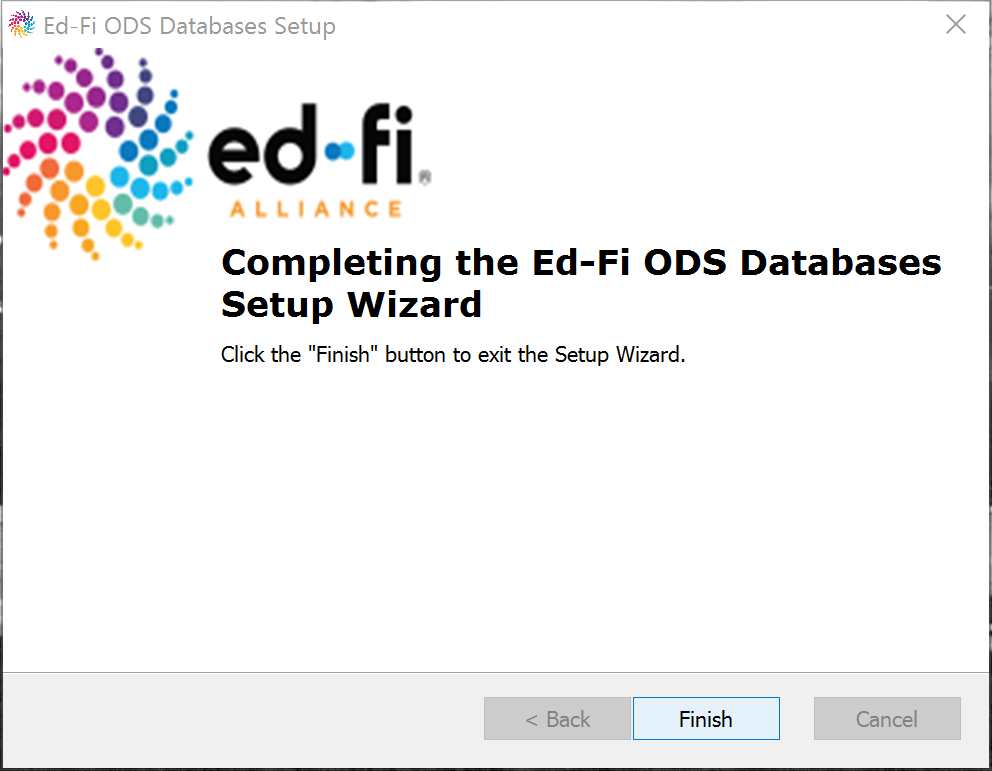 Ed-Fi ODS Databases Setup
ed-fi®
ALLIANCE
Completing the Ed-Fi ODS Databases
Setup Wizard
Click the "Finish" button to exit the Setup Wizard.
< Back
Finish
Cancel